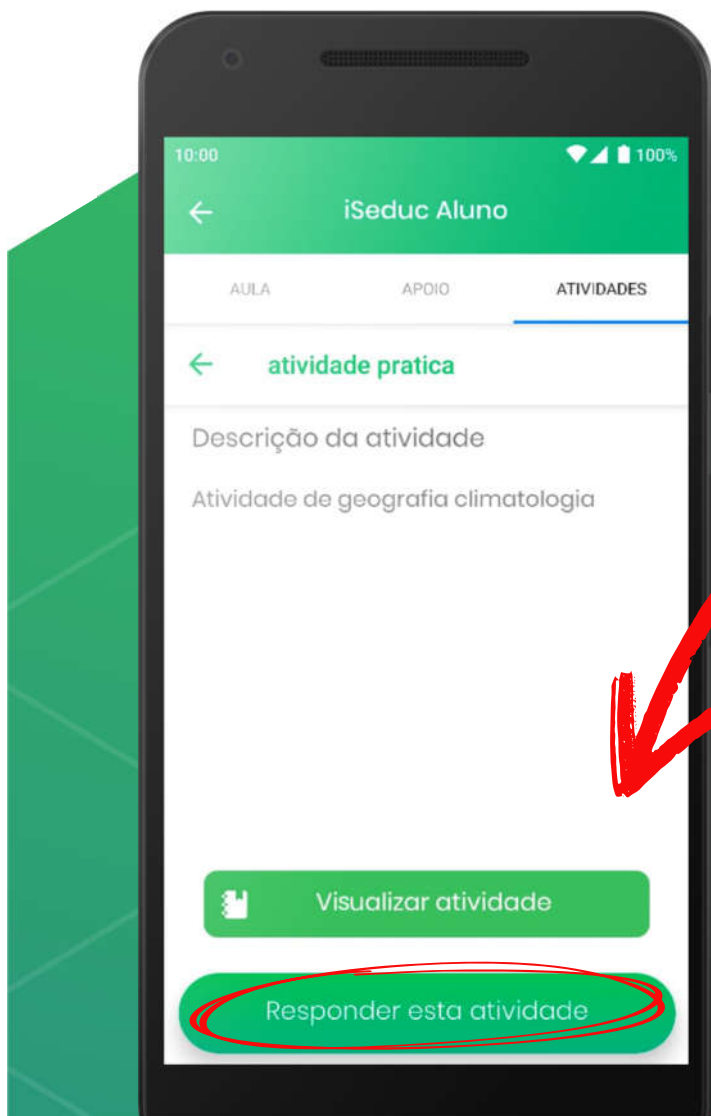 10:00 100%
iSeduc Aluno
AULA APOIO ATIVIDADES
atividade pratica
Descrição da atividade
Atividade de geografia climatologia
Visualizar atividade
Responder esta atividade